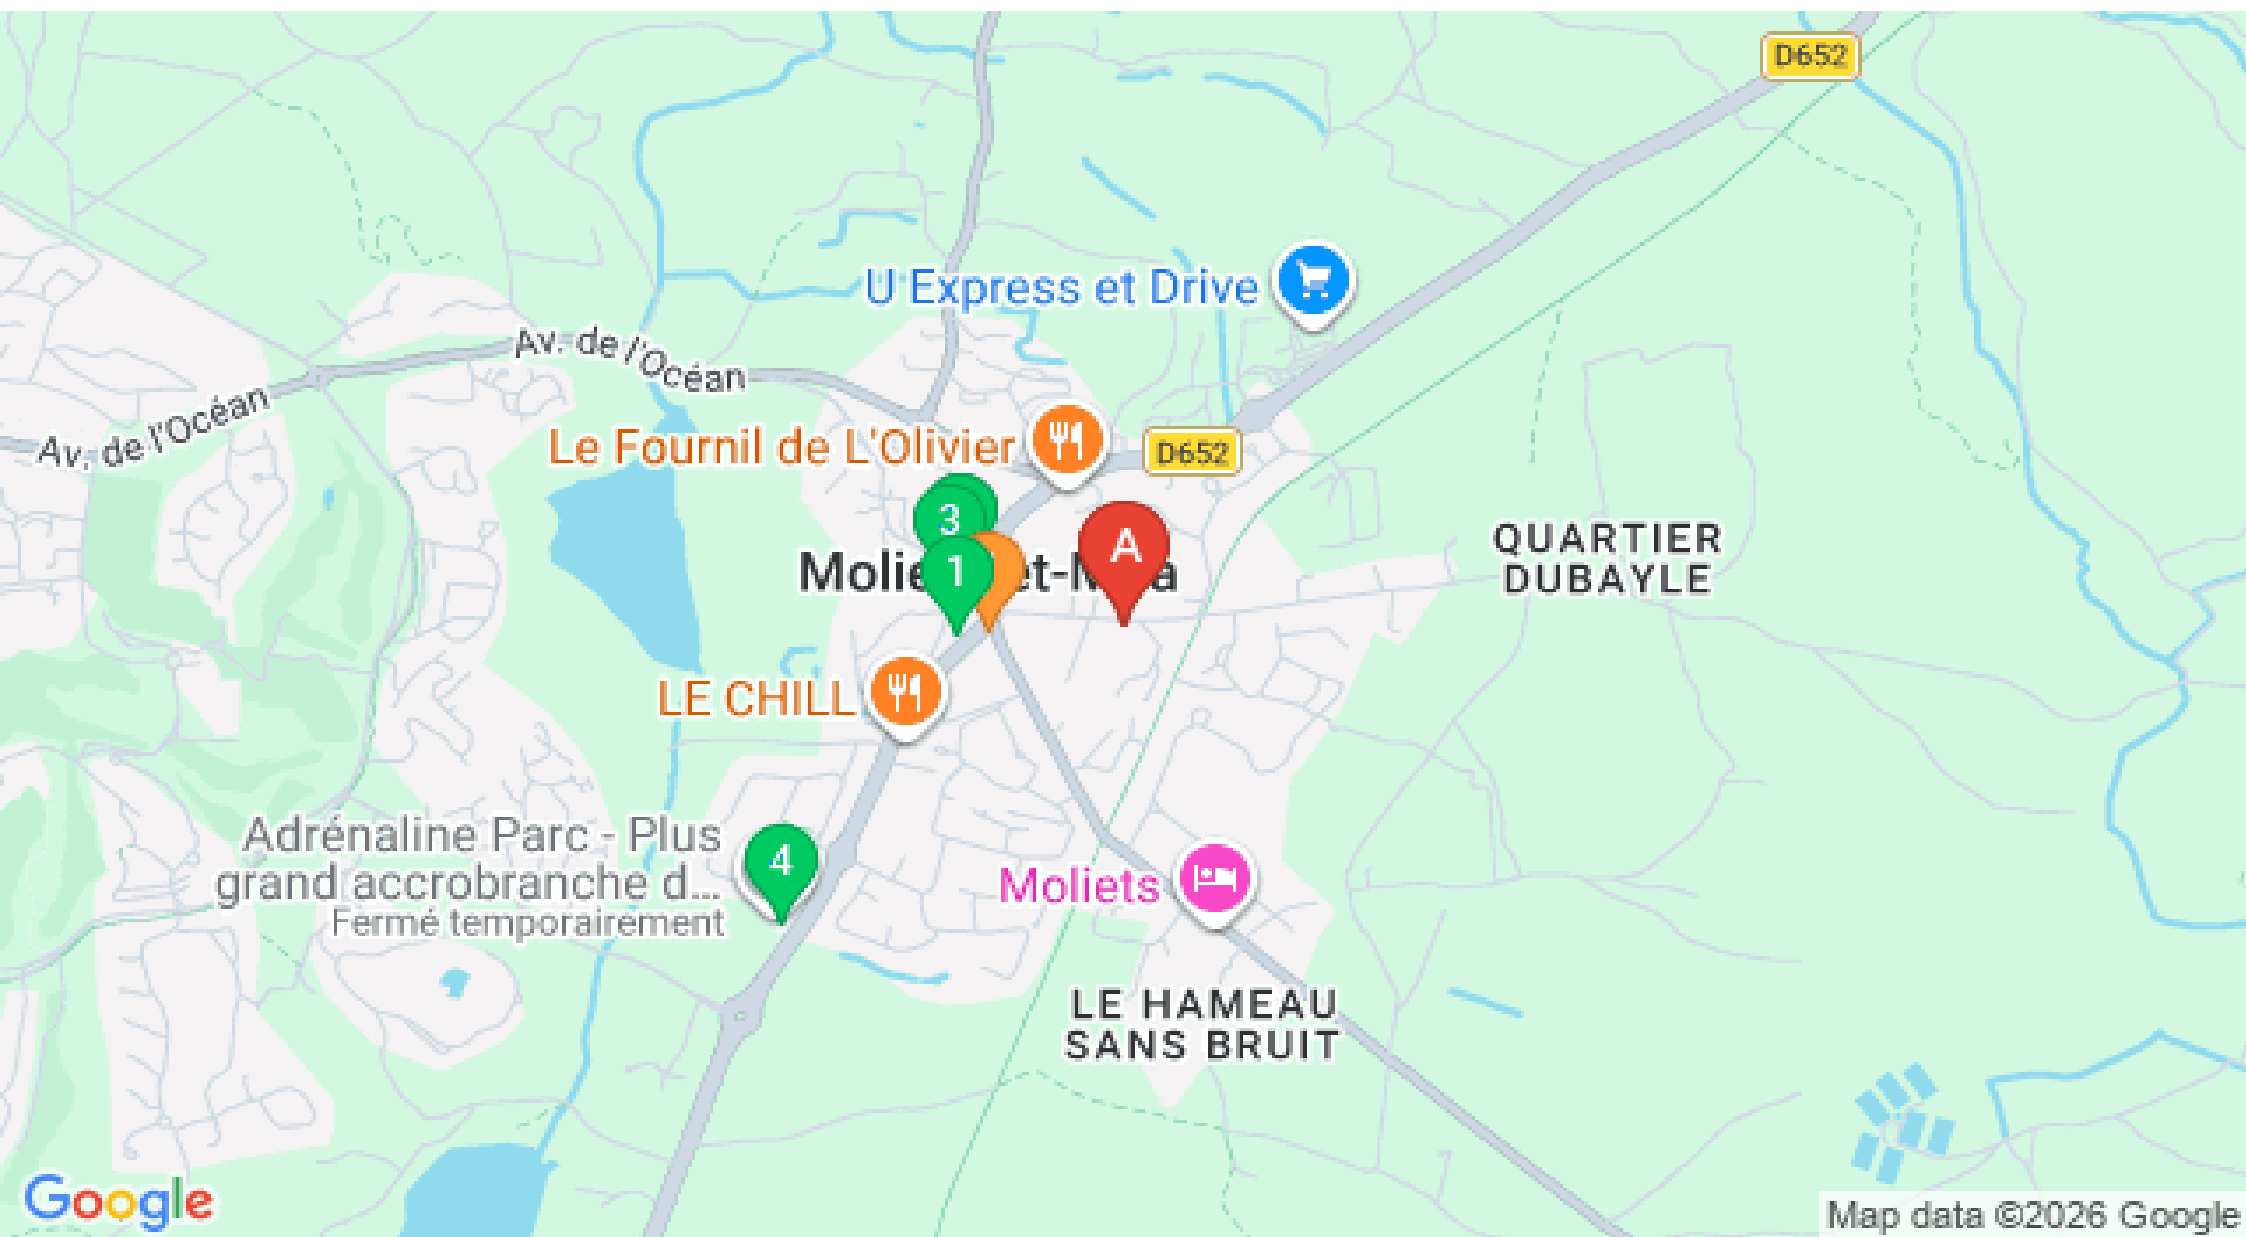 D652
U Express et Drive
Av. de l'Océan
Av. de l'Océan
Le Fournil de L'Olivier
D652
3
A
1
QUARTIER
DUBAYLE
LE CHILL
Adrénaline Parc - Plus
grand accrobranche d...
Fermé temporairement
4
Moliets
LE HAMEAU
SANS BRUIT
Google
Map data ©2026 Google